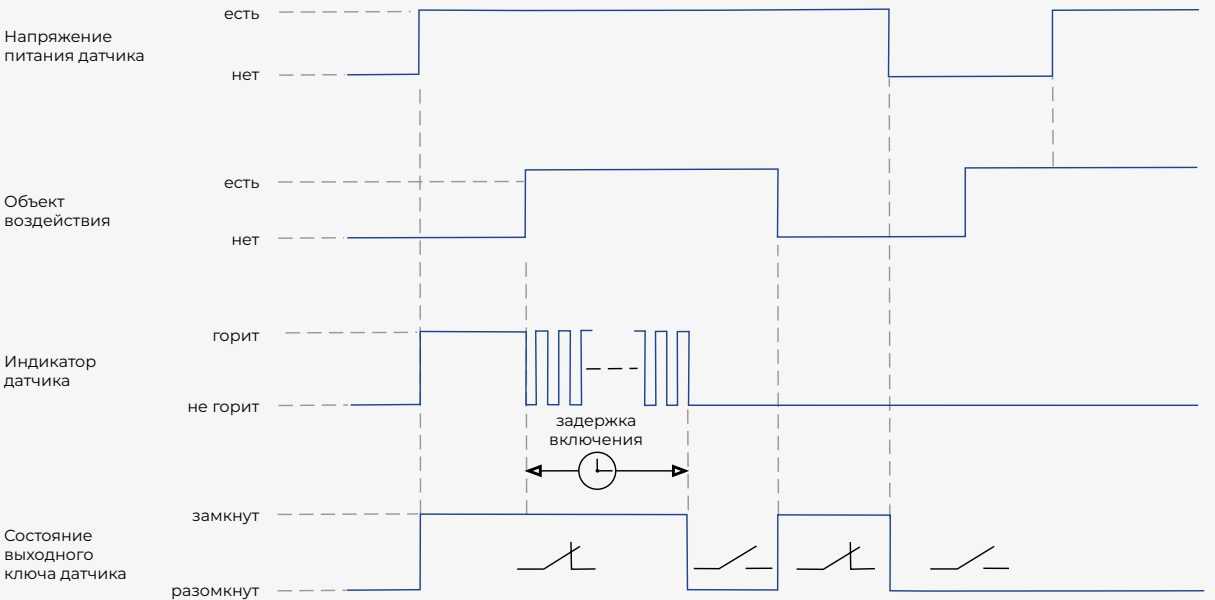 есть
Напряжение
питания датчика
нет
есть
Объект
воздействия
нет
горит
Индикатор
датчика
не горит
задержка
включения
замкнут
Состояние
выходного
ключа датчика
разомкнут